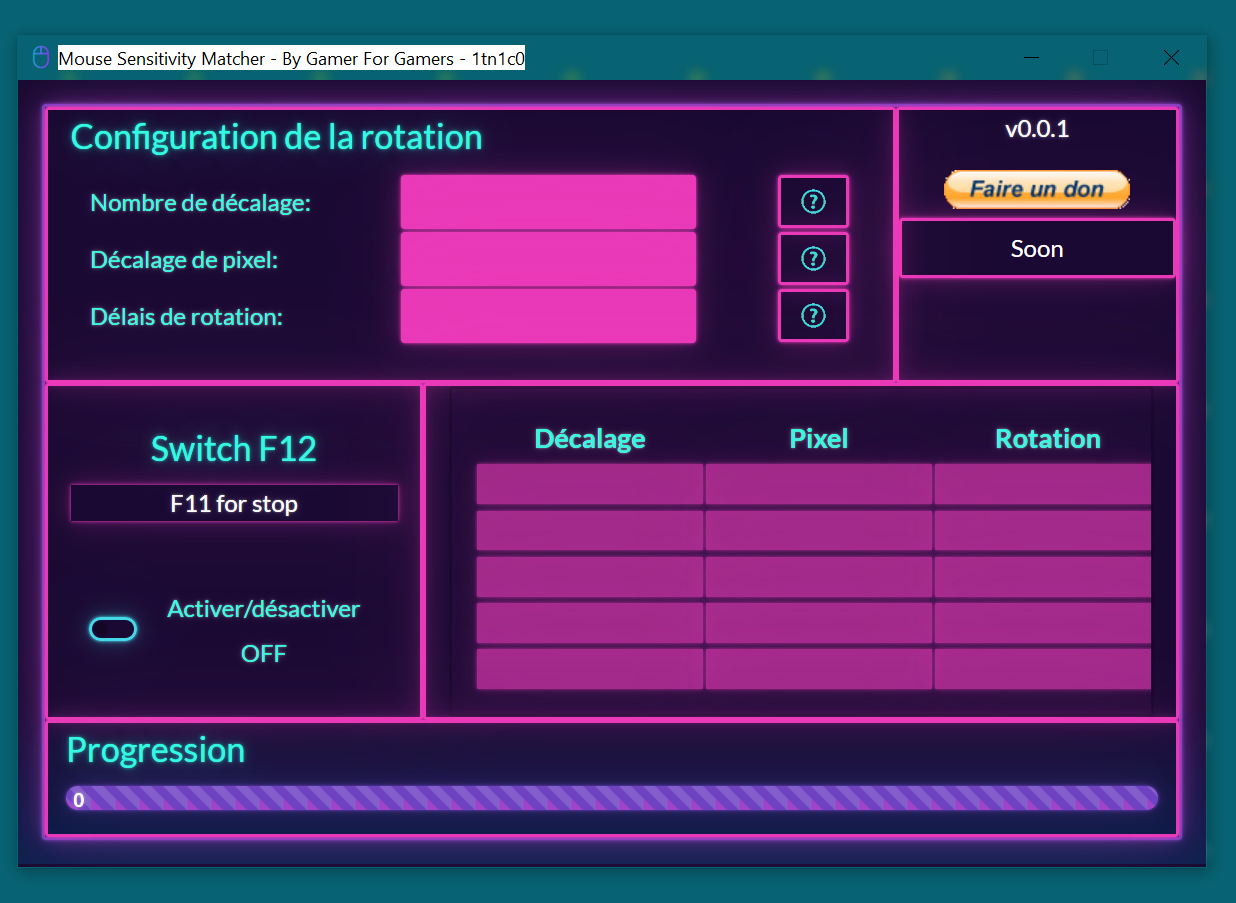 Mouse Sensitivity Matcher - By Gamer For Gamers - 1tn1c0
Configuration de la rotation
Nombre de décalage:
?
Décalage de pixel:
?
Délais de rotation:
?
v0.0.1
Faire un don
Soon
Switch F12
F11 for stop
Activer/désactiver
OFF
Décalage Pixel Rotation
Progression
0